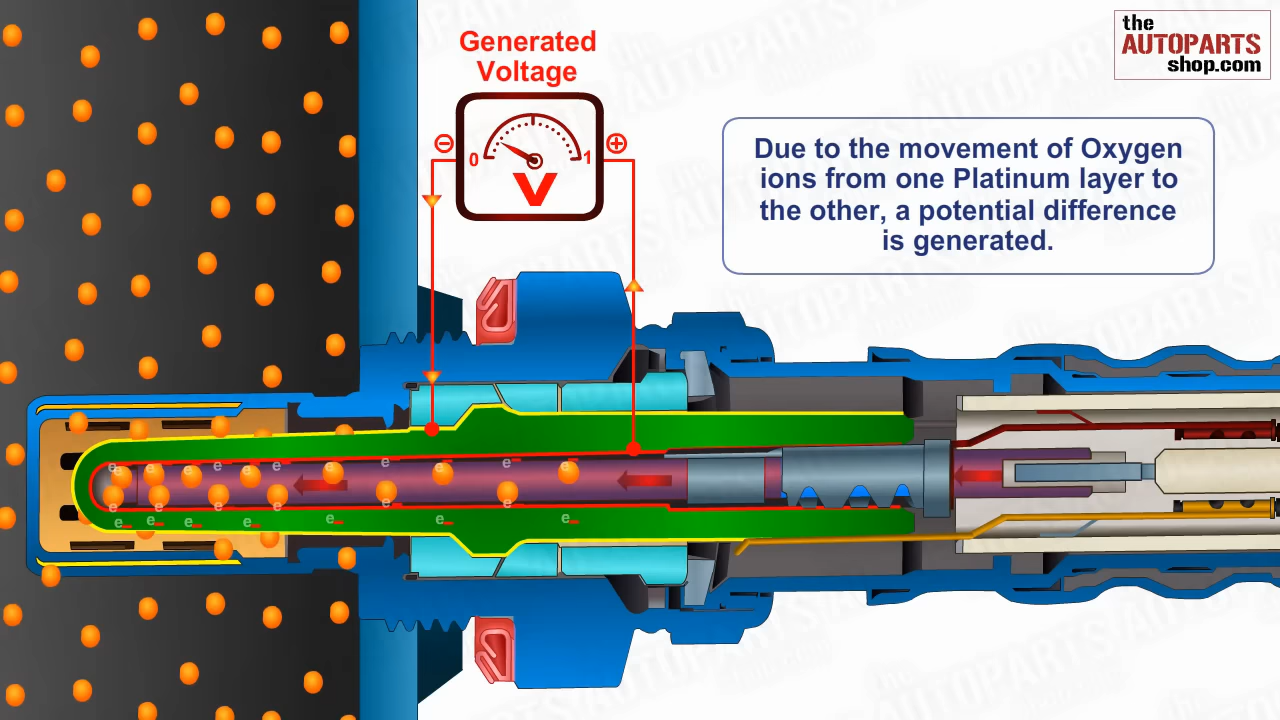 Generated
Voltage
the
AUTOPARTS
shop.com
0
1
V
Due to the movement of Oxygen
ions from one Platinum layer to
the other, a potential difference
is generated.
e-
e-
e-
e-
e-
e-
e-
e-
e-
e-
e-
e-
e-
e-